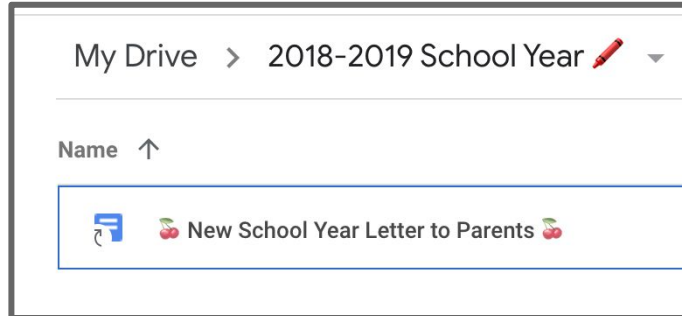 My Drive > 2018-2019 School Year 🖍️
Name ↑
🍒 New School Year Letter to Parents 🍒